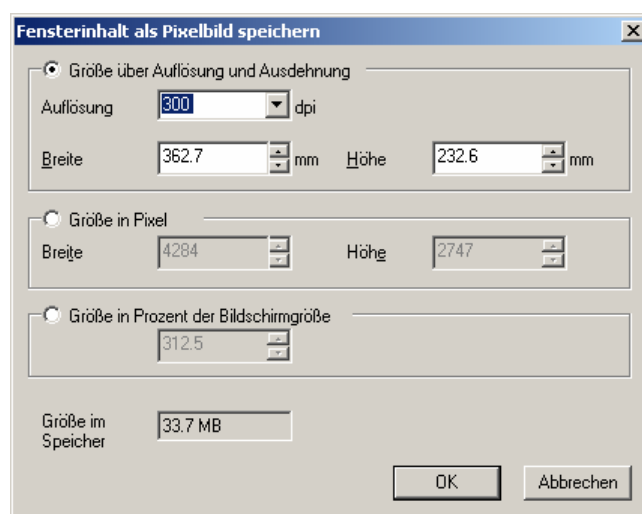 Fensterinhalt als Pixelbild speichern
Größe über Auflösung und Ausdehnung
Auflösung 300 dpi
Breite 362.7 mm Höhe 232.6 mm
Größe in Pixel
Breite 4284 Höhe 2747
Größe in Prozent der Bildschirmgröße
312.5
Größe im Speicher 33.7 MB
OK Abbrechen